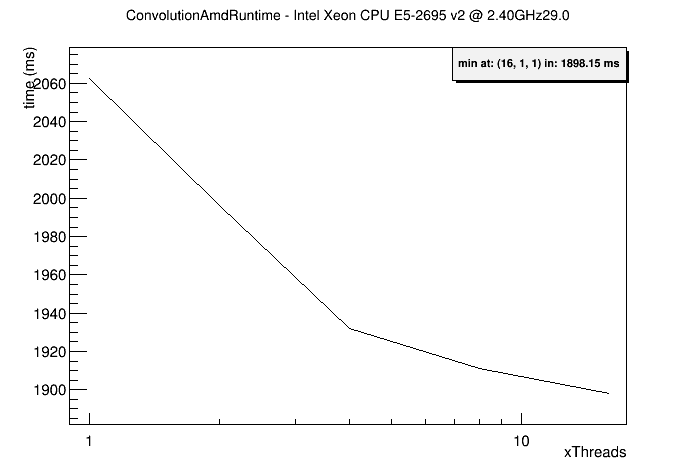 ConvolutionAmdRuntime - Intel Xeon CPU E5-2695 v2 @ 2.40GHz29.0
min at: (16, 1, 1) in: 1898.15 ms
time (ms)
2060
2040
2020
2000
1980
1960
1940
1920
1900
1
10
xThreads